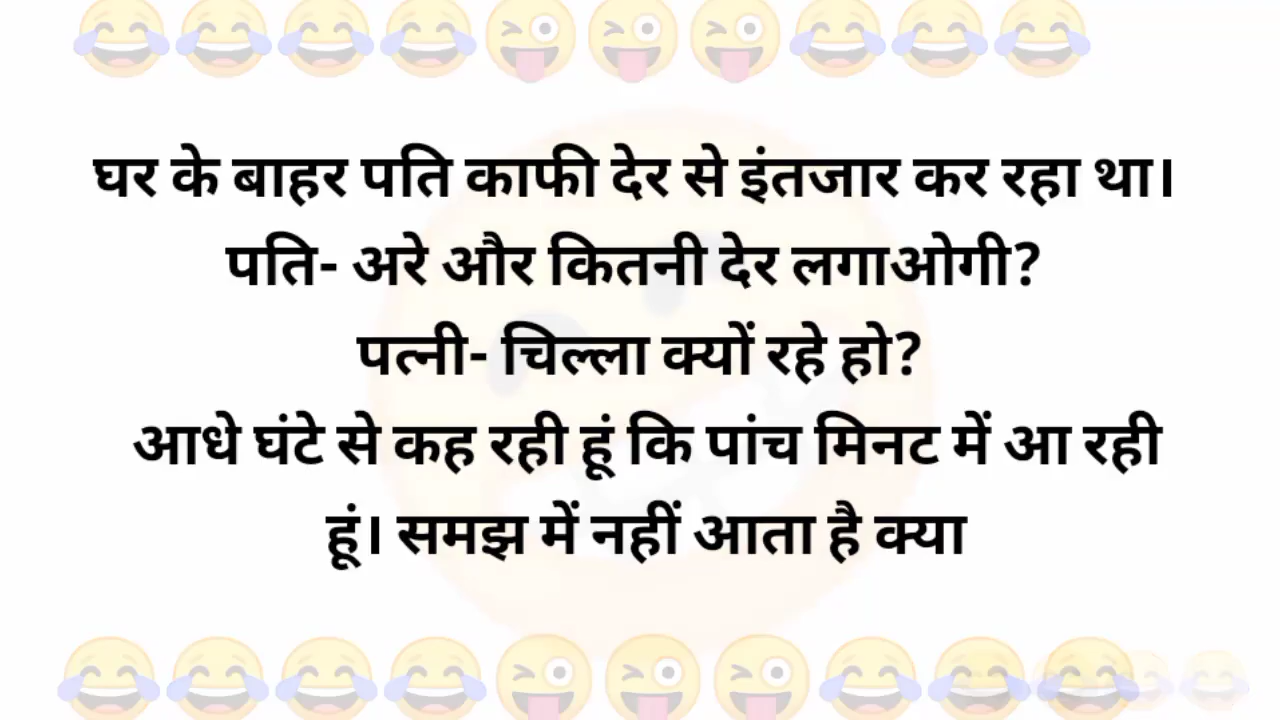 घर के बाहर पति काफी देर से इंतजार कर रहा था।
पति- अरे और कितनी देर लगाओगी?
पत्नी- चिल्ला क्यों रहे हो?
आधे घंटे से कह रही हूं कि पांच मिनट में आ रही
हूं। समझ में नहीं आता है क्या